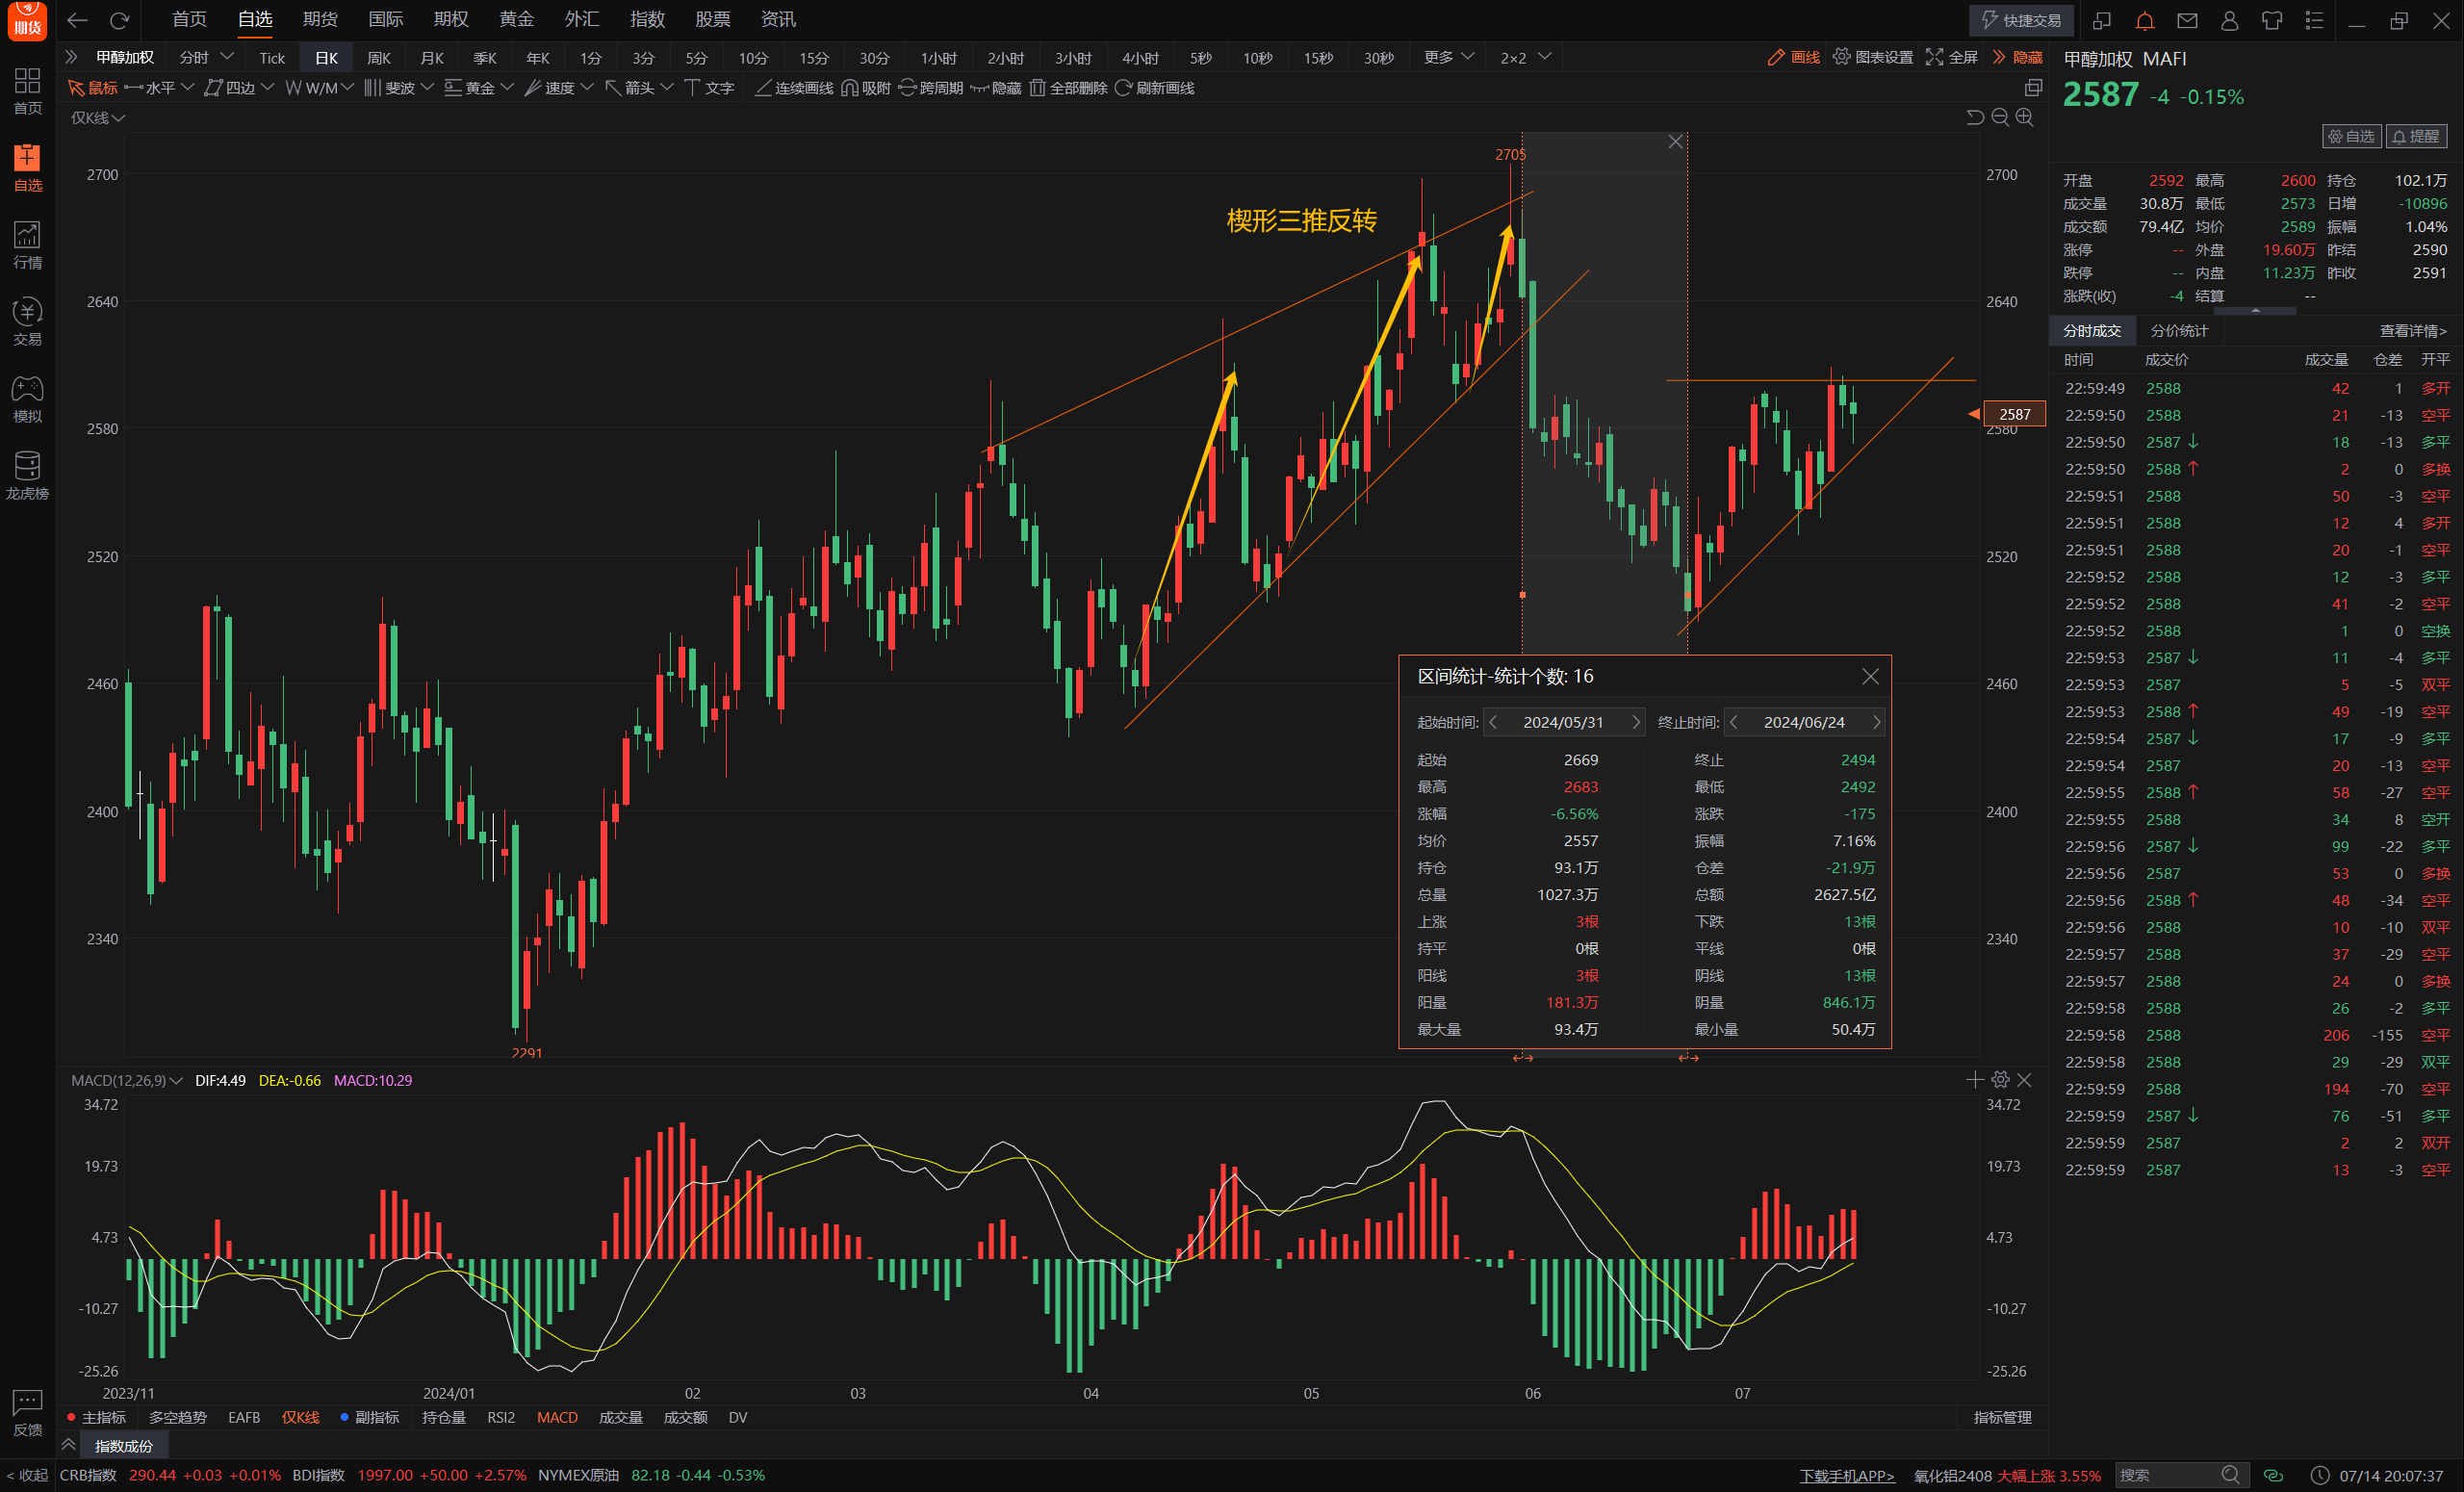 期货 首页 自选 期货 国际 期权 黄金 外汇 指数 股票 资讯 快捷交易
甲醇加权 分时 Tick 日K 周K 月K 季K 年K 1分 3分 5分 10分 15分 30分 1小时 2小时 3小时 4小时 5秒 10秒 15秒 30秒 更多 2×2 画线 图表设置 全屏 隐藏
鼠标 水平 四边 W/M 斐波 黄金 速度 箭头 文字 连续画线 吸附 跨周期 隐藏 全部删除 刷新画线
首页
自选
行情
交易
模拟
龙虎榜
反馈
< 收起
仅K线
2700
2640
2580
2520
2460
2400
2340
楔形三推反转
2705
2291
2700
2640
2587
2580
2520
2460
2400
2340
区间统计-统计个数: 16
起始时间: 2024/05/31 终止时间: 2024/06/24
起始 2669 终止 2494
最高 2683 最低 2492
涨幅 -6.56% 涨跌 -175
均价 2557 振幅 7.16%
持仓 93.1万 仓差 -21.9万
总量 1027.3万 总额 2627.5亿
上涨 3根 下跌 13根
持平 0根 平线 0根
阳线 3根 阴线 13根
阳量 181.3万 阴量 846.1万
最大量 93.4万 最小量 50.4万
MACD(12,26,9) DIF:4.49 DEA:-0.66 MACD:10.29
34.72
19.73
4.73
-10.27
-25.26
34.72
19.73
4.73
-10.27
-25.26
2023/11 2024/01 02 03 04 05 06 07
主指标 多空趋势 EAFB 仅K线 副指标 持仓量 RSI2 MACD 成交量 成交额 DV 指标管理
指数成份
甲醇加权 MAFI
2587 -4 -0.15%
自选 提醒
开盘 2592 最高 2600 持仓 102.1万
成交量 30.8万 最低 2573 日增 -10896
成交额 79.4亿 均价 2589 振幅 1.04%
涨停 -- 外盘 19.60万 昨结 2590
跌停 -- 内盘 11.23万 昨收 2591
涨跌(收) -4 结算 --
分时成交 分价统计 查看详情>
时间 成交价 成交量 仓差 开平
22:59:49 2588 42 1 多开
22:59:50 2588 21 -13 空平
22:59:50 2587 ↓ 18 -13 多平
22:59:50 2588 ↑ 2 0 多换
22:59:51 2588 50 -3 空平
22:59:51 2588 12 4 多开
22:59:51 2588 20 -1 空平
22:59:52 2588 12 -3 多平
22:59:52 2588 41 -2 空平
22:59:52 2588 1 0 空换
22:59:53 2587 ↓ 11 -4 多平
22:59:53 2587 5 -5 双平
22:59:53 2588 ↑ 49 -19 空平
22:59:54 2587 ↓ 17 -9 多平
22:59:54 2587 20 -13 空平
22:59:55 2588 ↑ 58 -27 空平
22:59:55 2588 34 8 空开
22:59:56 2587 ↓ 99 -22 多平
22:59:56 2587 53 0 多换
22:59:56 2588 ↑ 48 -34 空平
22:59:56 2588 10 -10 双平
22:59:57 2588 37 -29 空平
22:59:57 2588 24 0 多换
22:59:58 2588 26 -2 多平
22:59:58 2588 206 -155 空平
22:59:58 2588 29 -29 双平
22:59:59 2588 194 -70 空平
22:59:59 2587 ↓ 76 -51 多平
22:59:59 2587 2 2 双开
22:59:59 2587 13 -3 空平
CRB指数 290.44 +0.03 +0.01% BDI指数 1997.00 +50.00 +2.57% NYMEX原油 82.18 -0.44 -0.53% 下载手机APP> 氧化铝2408 大幅上涨 3.55% 搜索 07/14 20:07:37